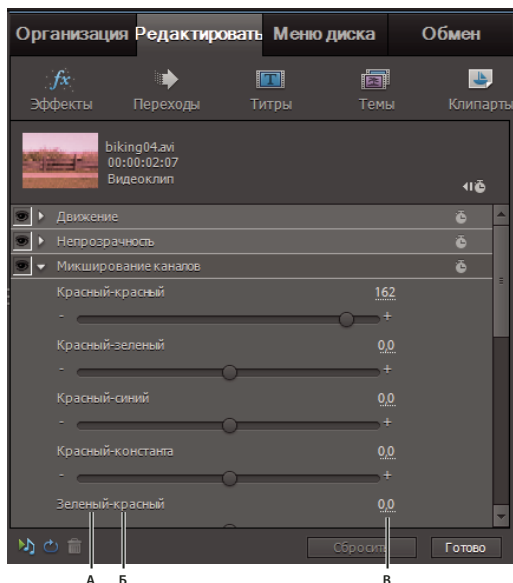 Организация Редактировать Меню диска Обмен
Эффекты Переходы Титры Темы Клипарты
biking04.avi
00:00:02:07
Видеоклип
Движение
Непрозрачность
Микширование каналов
Красный-красный 162
- +
Красный-зеленый 0,0
- +
Красный-синий 0,0
- +
Красный-константа 0,0
- +
Зеленый-красный 0,0
Сбросить Готово
А Б В